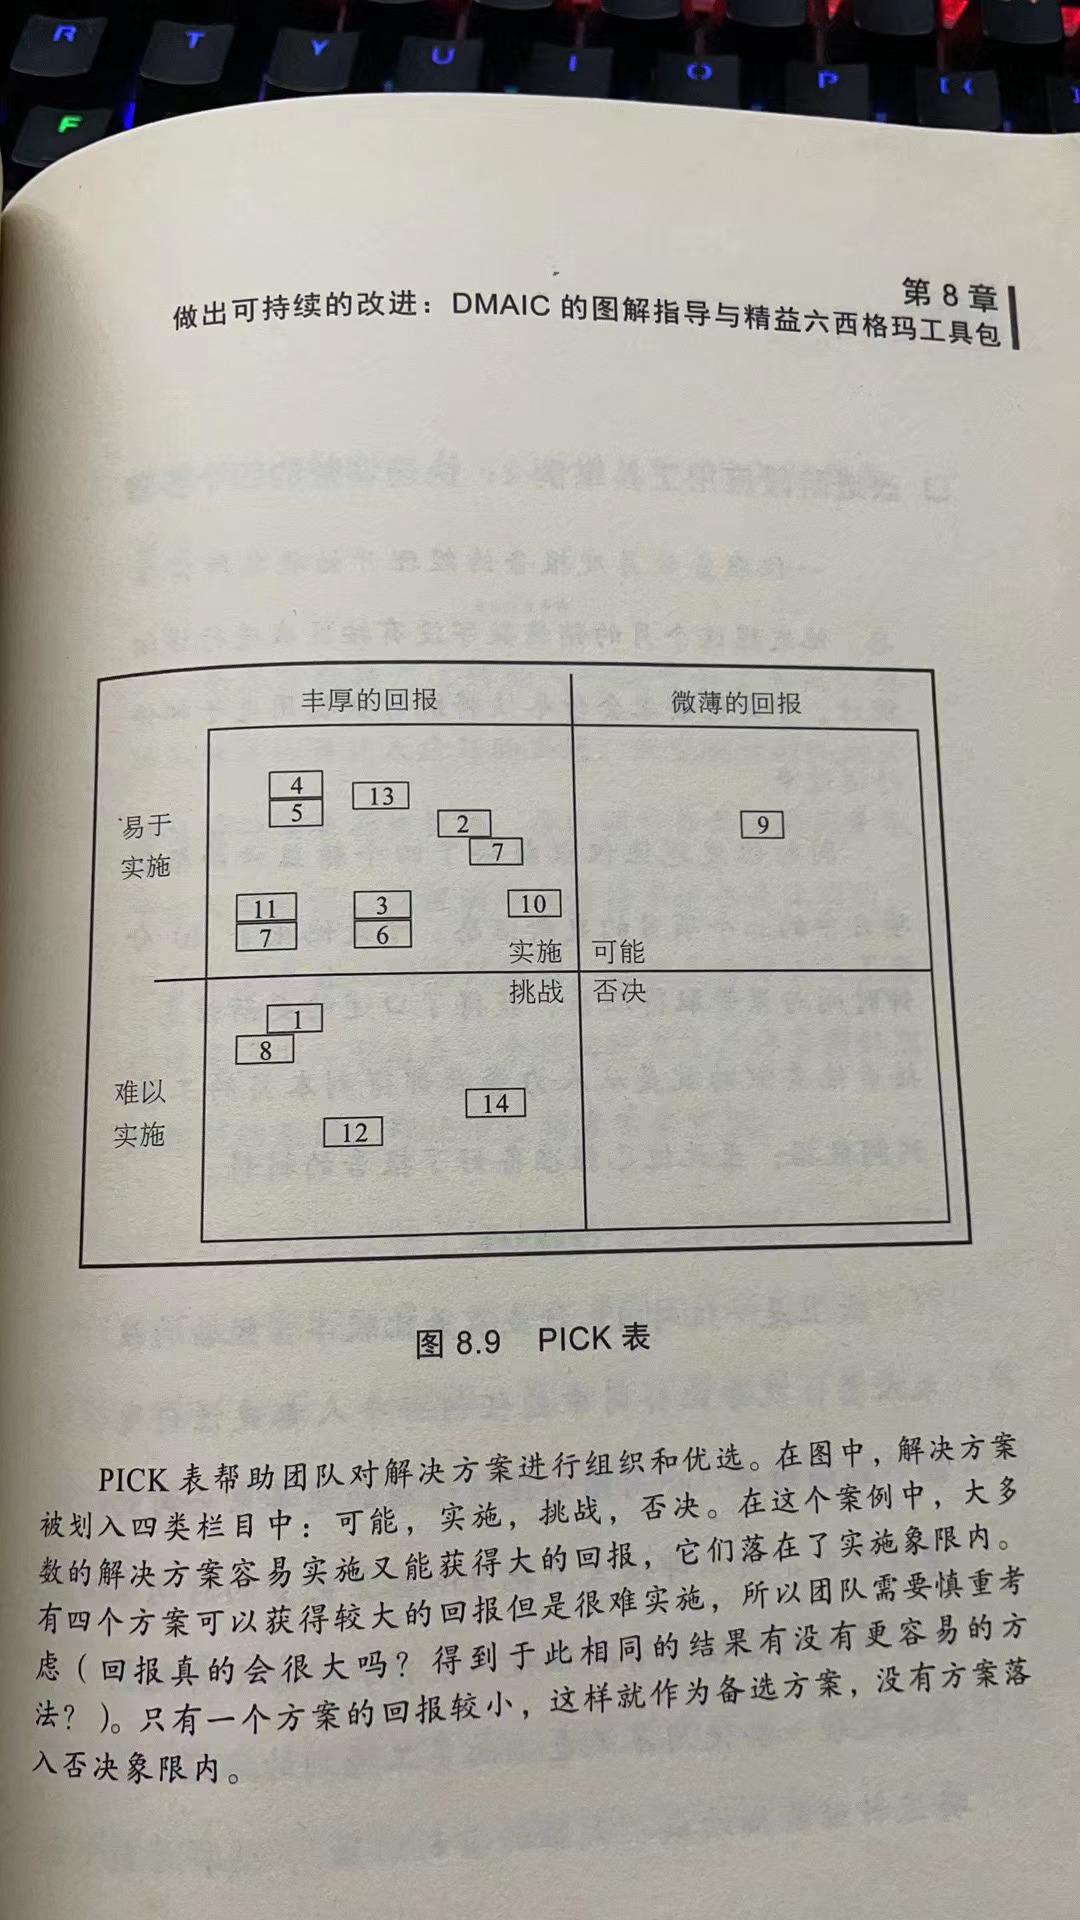 R T Y U I O P [{
F
第 8 章
做出可持续的改进：DMAIC 的图解指导与精益六西格玛工具包
丰厚的回报 微薄的回报
易于
实施
4
5
13
2
7
9
11
7
3
6
10
实施 可能
挑战 否决
难以
实施
1
8
14
12
图 8.9 PICK 表
PICK 表帮助团队对解决方案进行组织和优选。在图中，解决方案
被划入四类栏目中：可能，实施，挑战，否决。在这个案例中，大多
数的解决方案容易实施又能获得大的回报，它们落在了实施象限内。
有四个方案可以获得较大的回报但是很难实施，所以团队需要慎重考
虑（回报真的会很大吗？得到于此相同的结果有没有更容易的方
法？）。只有一个方案的回报较小，这样就作为备选方案，没有方案落
入否决象限内。